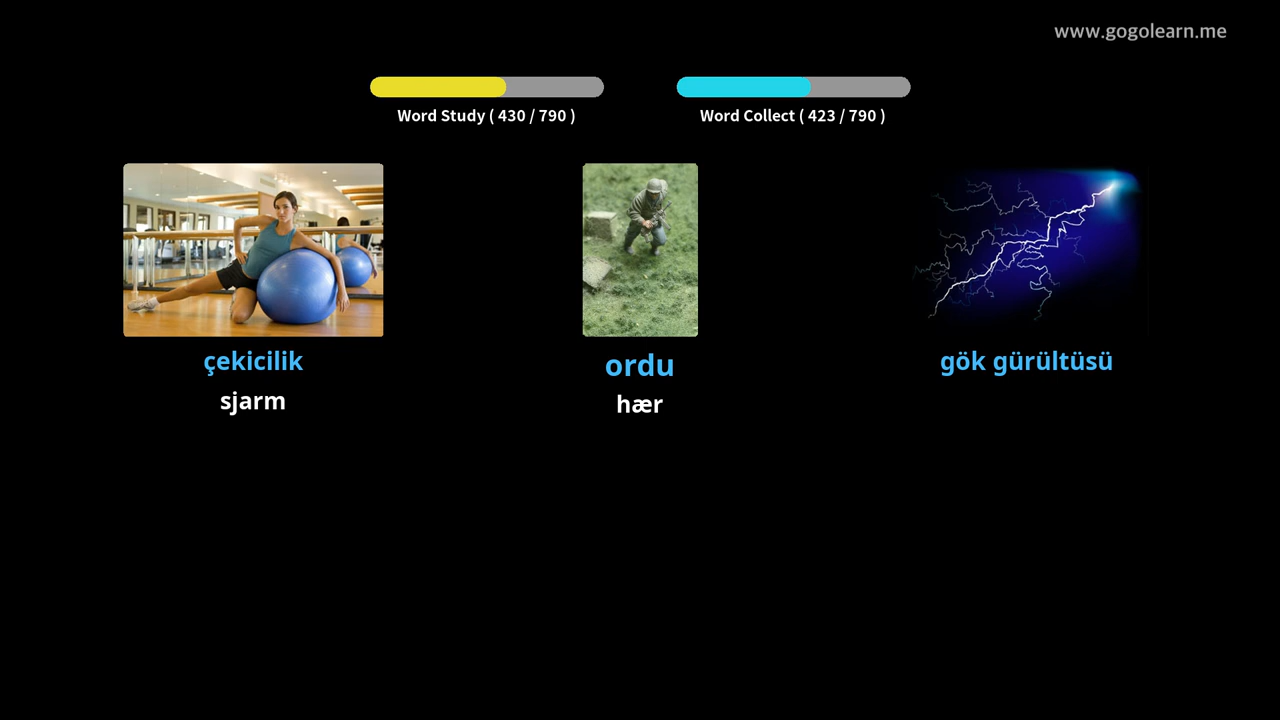 www.gogolearn.me
Word Study ( 430 / 790 )
Word Collect ( 423 / 790 )
çekicilik
sjarm
ordu
hær
gök gürültüsü